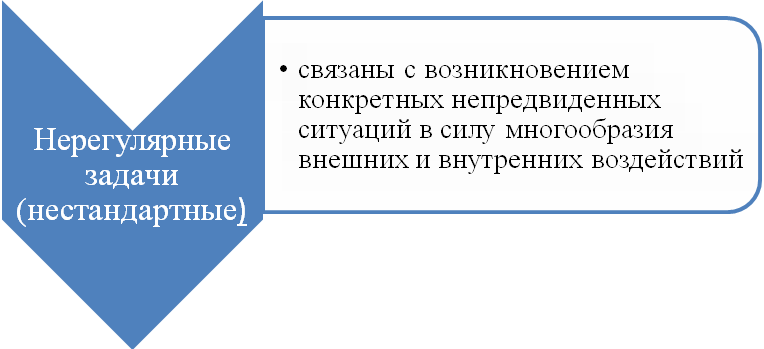 Нерегулярные
задачи
(нестандартные)
• связаны с возникновением
конкретных непредвиденных
ситуаций в силу многообразия
внешних и внутренних воздействий